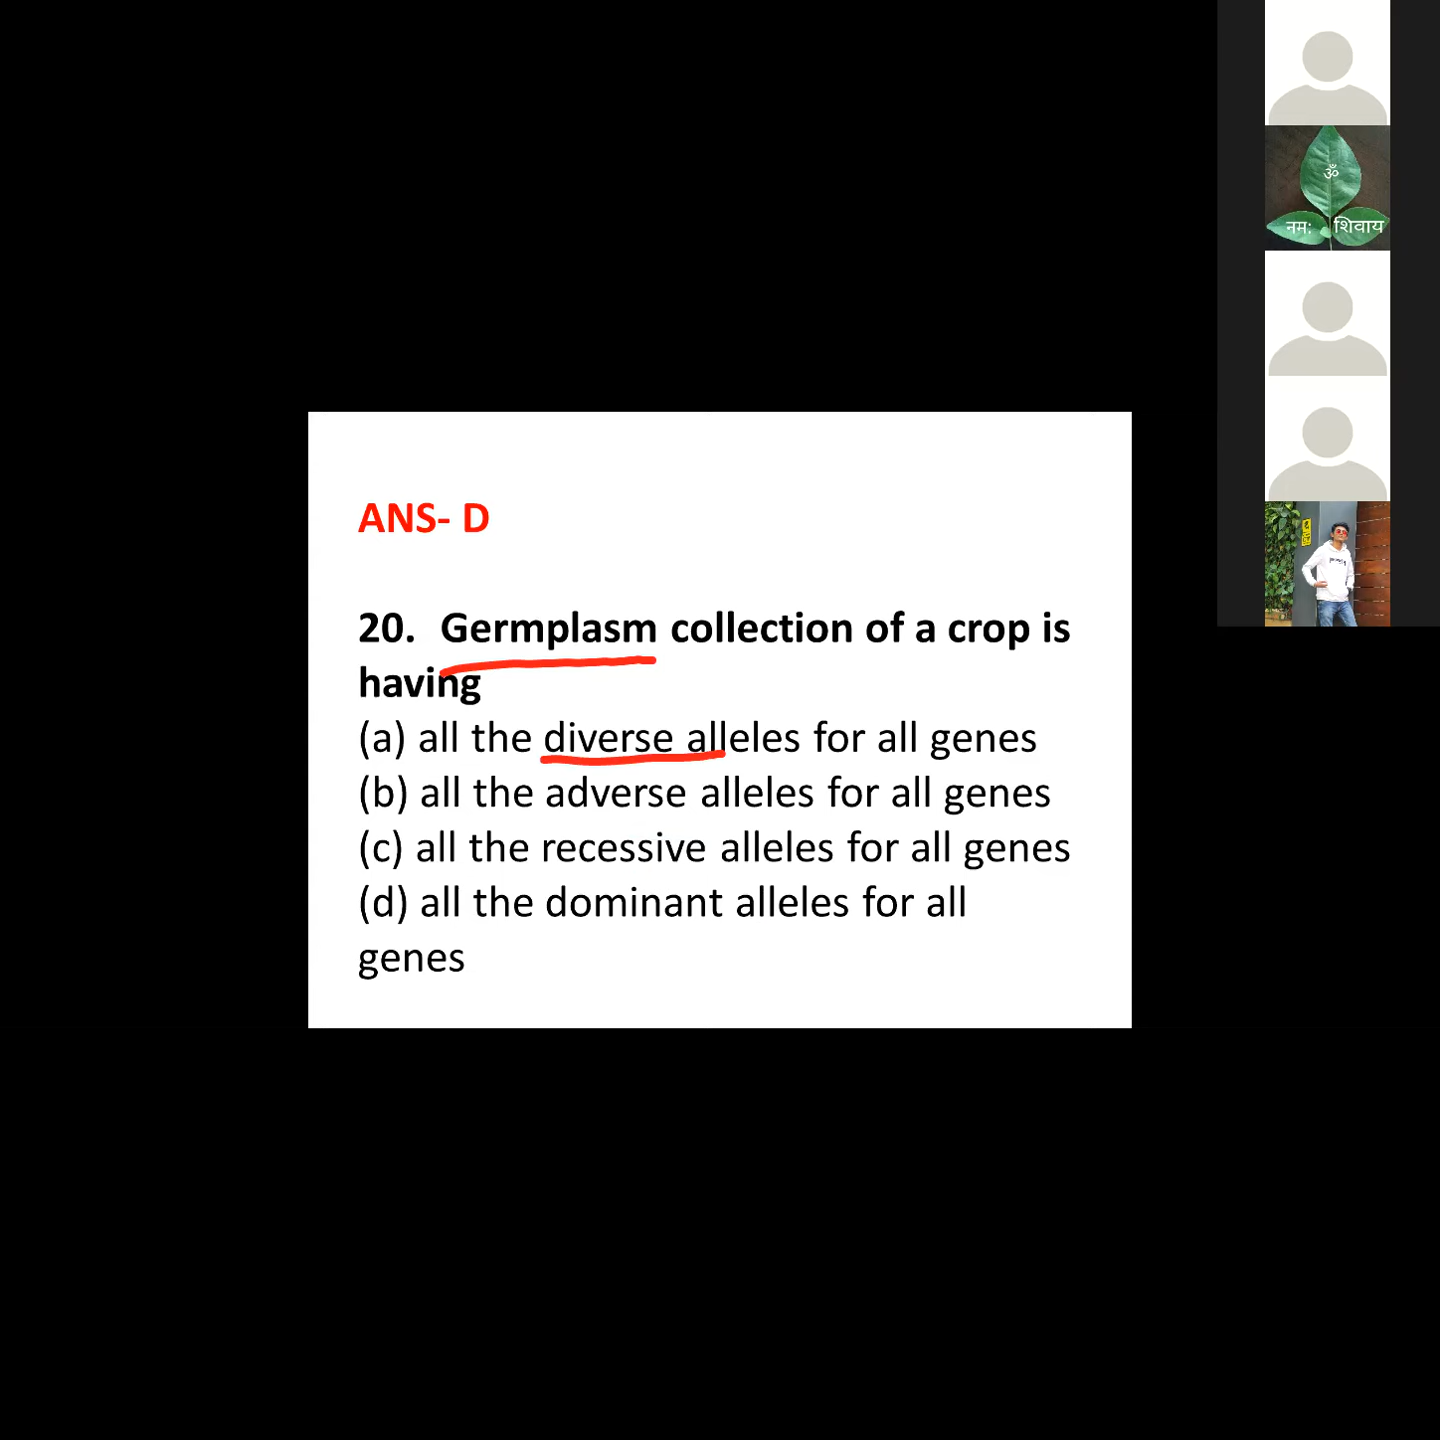 ॐ
नमः शिवाय
ANS- D
20. Germplasm collection of a crop is
having
(a) all the diverse alleles for all genes
(b) all the adverse alleles for all genes
(c) all the recessive alleles for all genes
(d) all the dominant alleles for all
genes